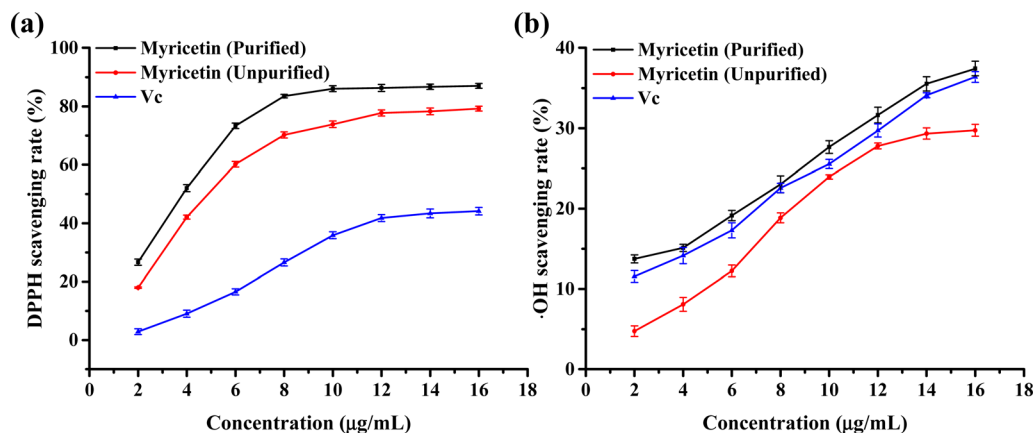 (a)
Myricetin (Purified)
Myricetin (Unpurified)
Vc
DPPH scavenging rate (%)
100
80
60
40
20
0
0 2 4 6 8 10 12 14 16 18
Concentration (μg/mL)
(b)
Myricetin (Purified)
Myricetin (Unpurified)
Vc
·OH scavenging rate (%)
40
30
20
10
0
0 2 4 6 8 10 12 14 16 18
Concentration (μg/mL)